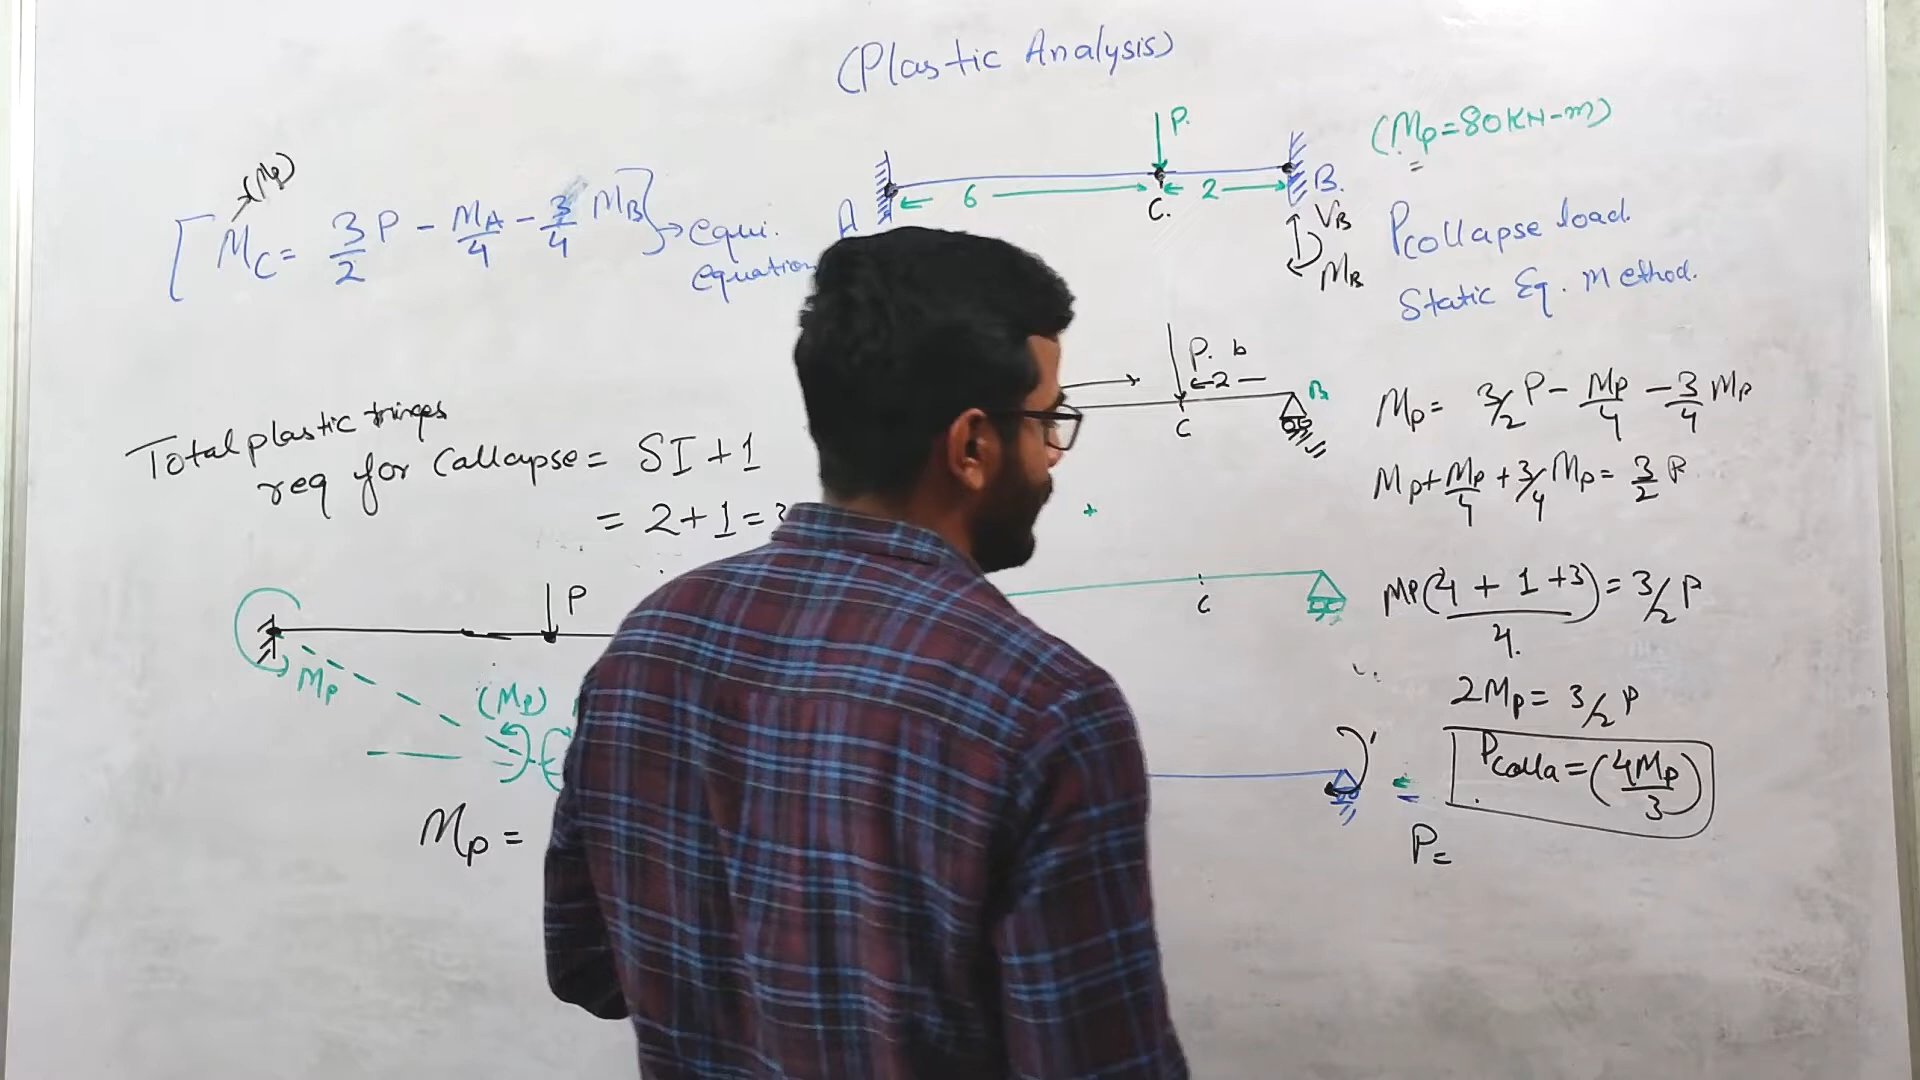 (Plastic Analysis)
(Mp)
[MC = 3/2 P - MA/4 - 3/4 MB] → equi. equation
P.
6
2
A
B.
C.
VB
MB
(Mp = 80KN-m)
Pcollapse load.
Static Eq. Method.
P. b
←2—
B
C
Total plastic hinges
req for Collapse = SI+1
= 2+1=3
P
Mp
(Mp)
Mp =
+
C
Mp = 3/2 P - Mp/4 - 3/4 Mp
Mp + Mp/4 + 3/4 Mp = 3/2 P
MP(4 + 1 + 3)/4. = 3/2 P
2Mp = 3/2 P
Pcolla = (4Mp/3)
P=